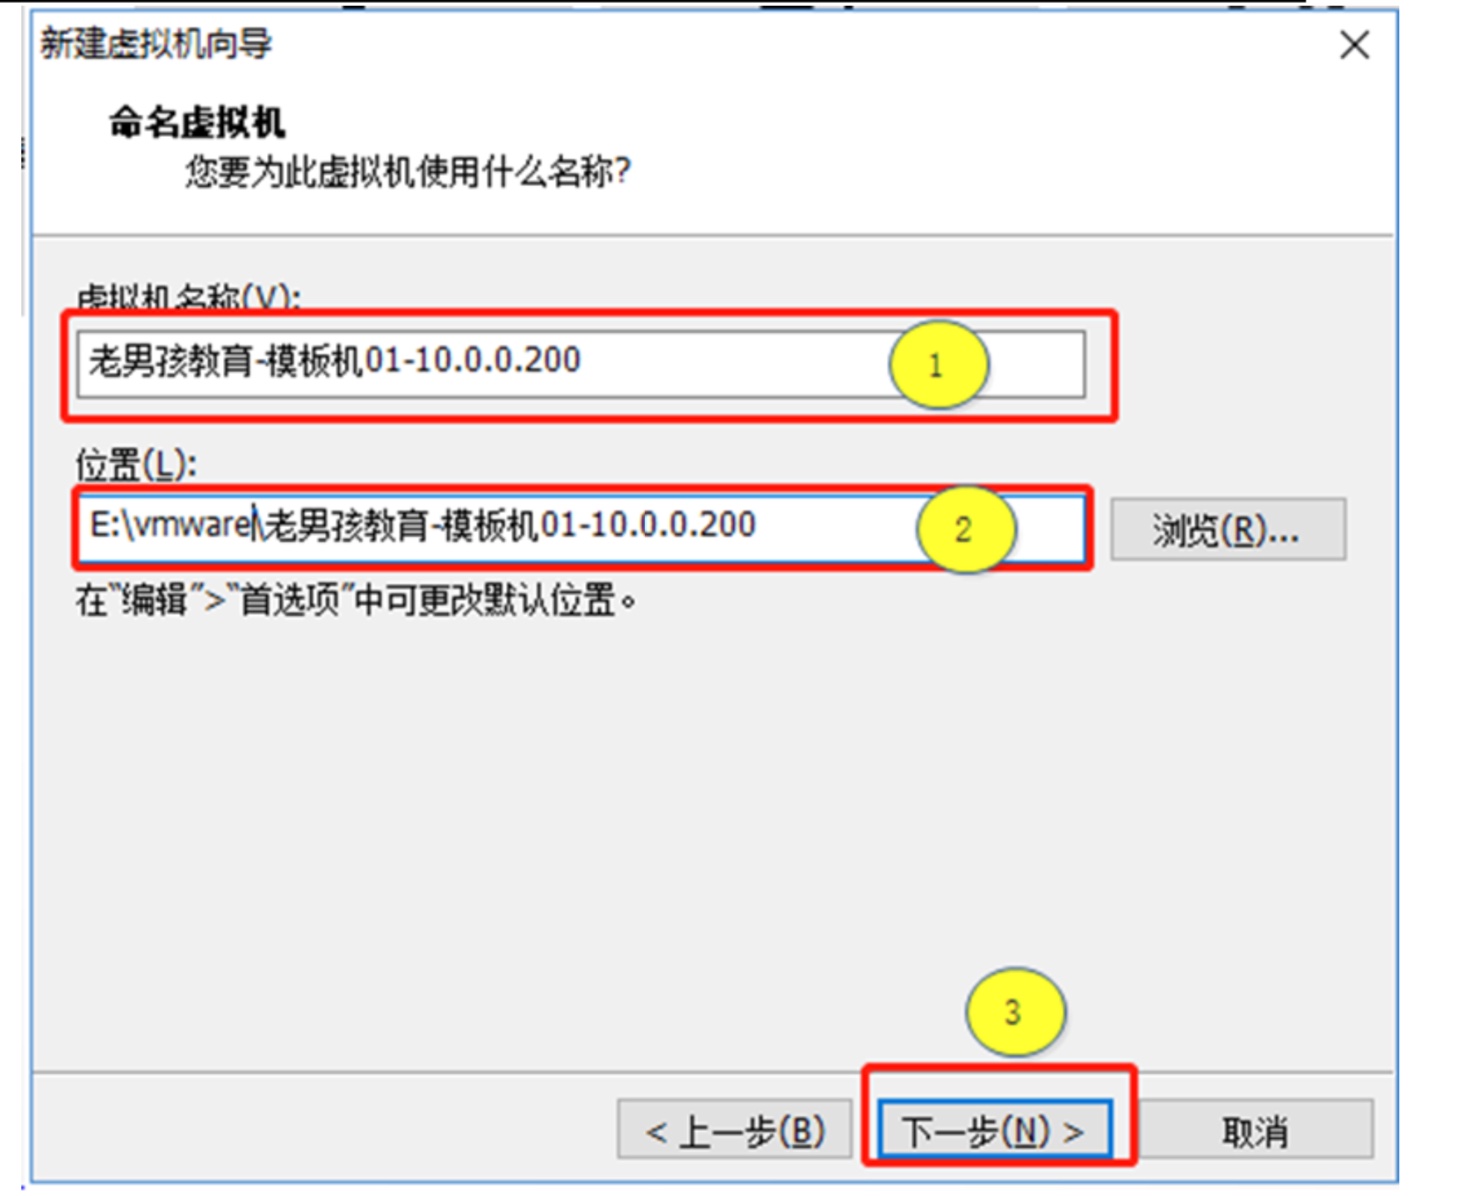 新建虚拟机向导
命名虚拟机
您要为此虚拟机使用什么名称?
虚拟机名称(V):
老男孩教育-模板机01-10.0.0.200
1
位置(L):
E:\vmware\老男孩教育-模板机01-10.0.0.200
2
浏览(R)...
在"编辑">"首选项"中可更改默认位置。
3
< 上一步(B)
下一步(N) >
取消